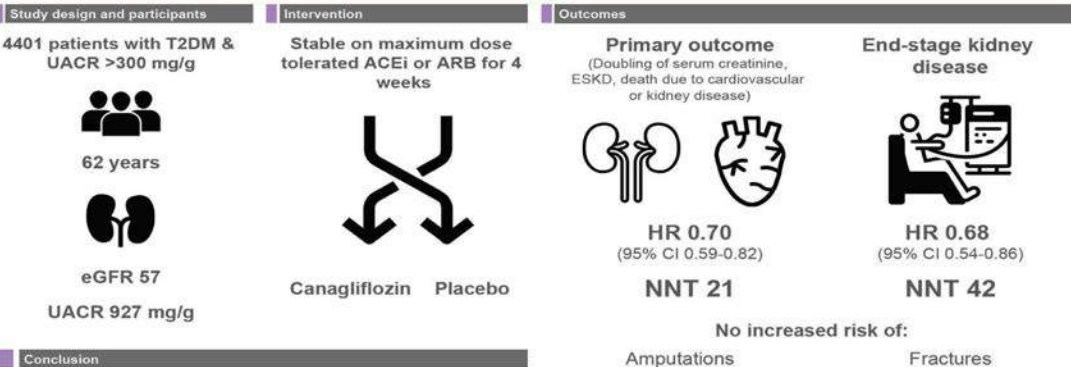 Study design and participants
4401 patients with T2DM &
UACR >300 mg/g
62 years
eGFR 57
UACR 927 mg/g
Intervention
Stable on maximum dose
tolerated ACEi or ARB for 4
weeks
Canagliflozin Placebo
Outcomes
Primary outcome
(Doubling of serum creatinine,
ESKD, death due to cardiovascular
or kidney disease)
HR 0.70
(95% CI 0.59-0.82)
NNT 21
End-stage kidney
disease
HR 0.68
(95% CI 0.54-0.86)
NNT 42
No increased risk of:
Amputations Fractures
Conclusion